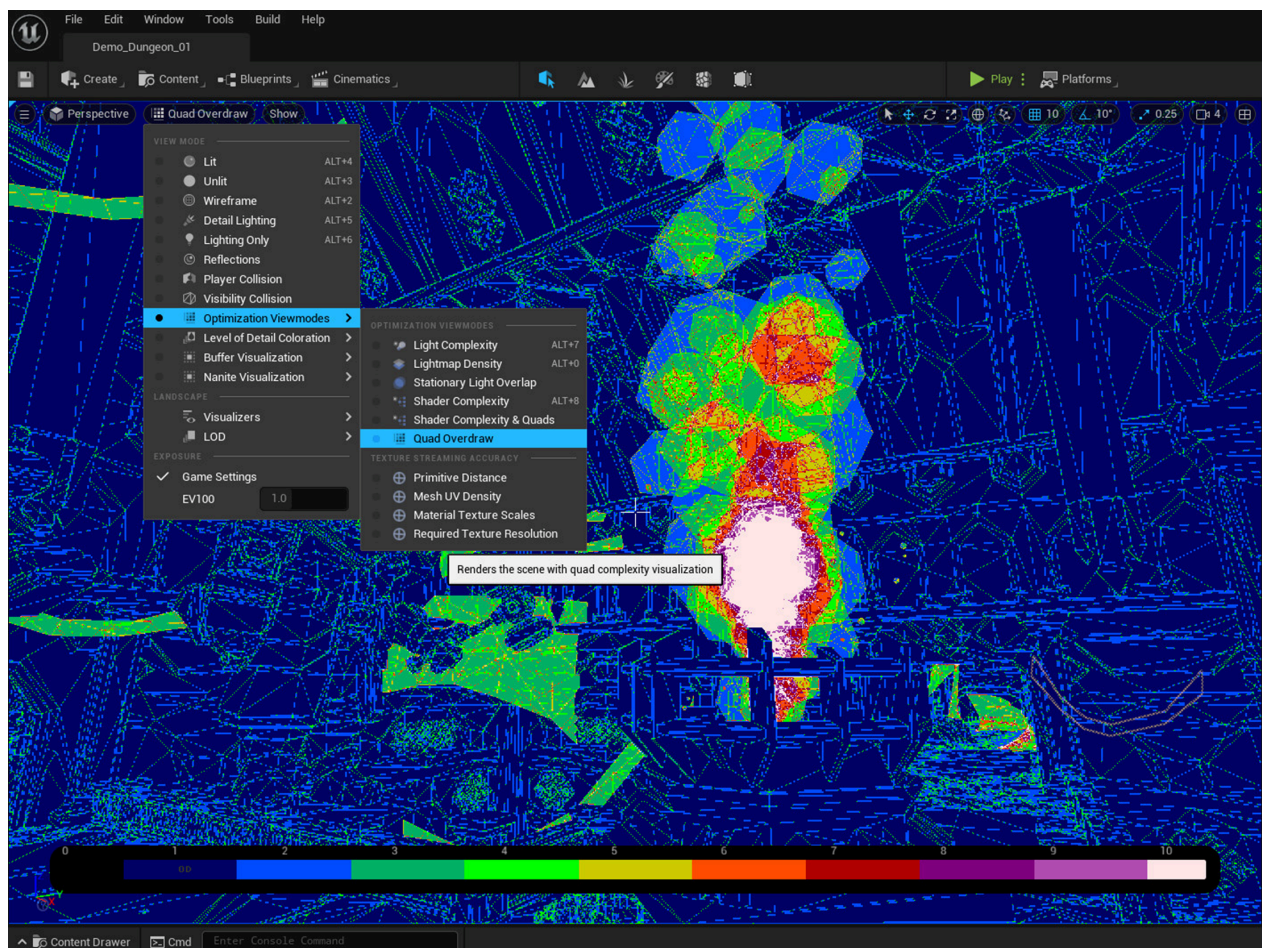 File Edit Window Tools Build Help
Demo_Dungeon_01
Create Content Blueprints Cinematics Play Platforms
Perspective Quad Overdraw Show 10 10° 0.25 4
VIEW MODE
Lit ALT+4
Unlit ALT+3
Wireframe ALT+2
Detail Lighting ALT+5
Lighting Only ALT+6
Reflections
Player Collision
Visibility Collision
Optimization Viewmodes
Level of Detail Coloration
Buffer Visualization
Nanite Visualization
LANDSCAPE
Visualizers
LOD
EXPOSURE
Game Settings
EV100 1.0
OPTIMIZATION VIEWMODES
Light Complexity ALT+7
Lightmap Density ALT+0
Stationary Light Overlap
Shader Complexity ALT+8
Shader Complexity & Quads
Quad Overdraw
TEXTURE STREAMING ACCURACY
Primitive Distance
Mesh UV Density
Material Texture Scales
Required Texture Resolution
Renders the scene with quad complexity visualization
0 1 2 3 4 5 6 7 8 9 10
OD
Y
X
Content Drawer Cmd Enter Console Command